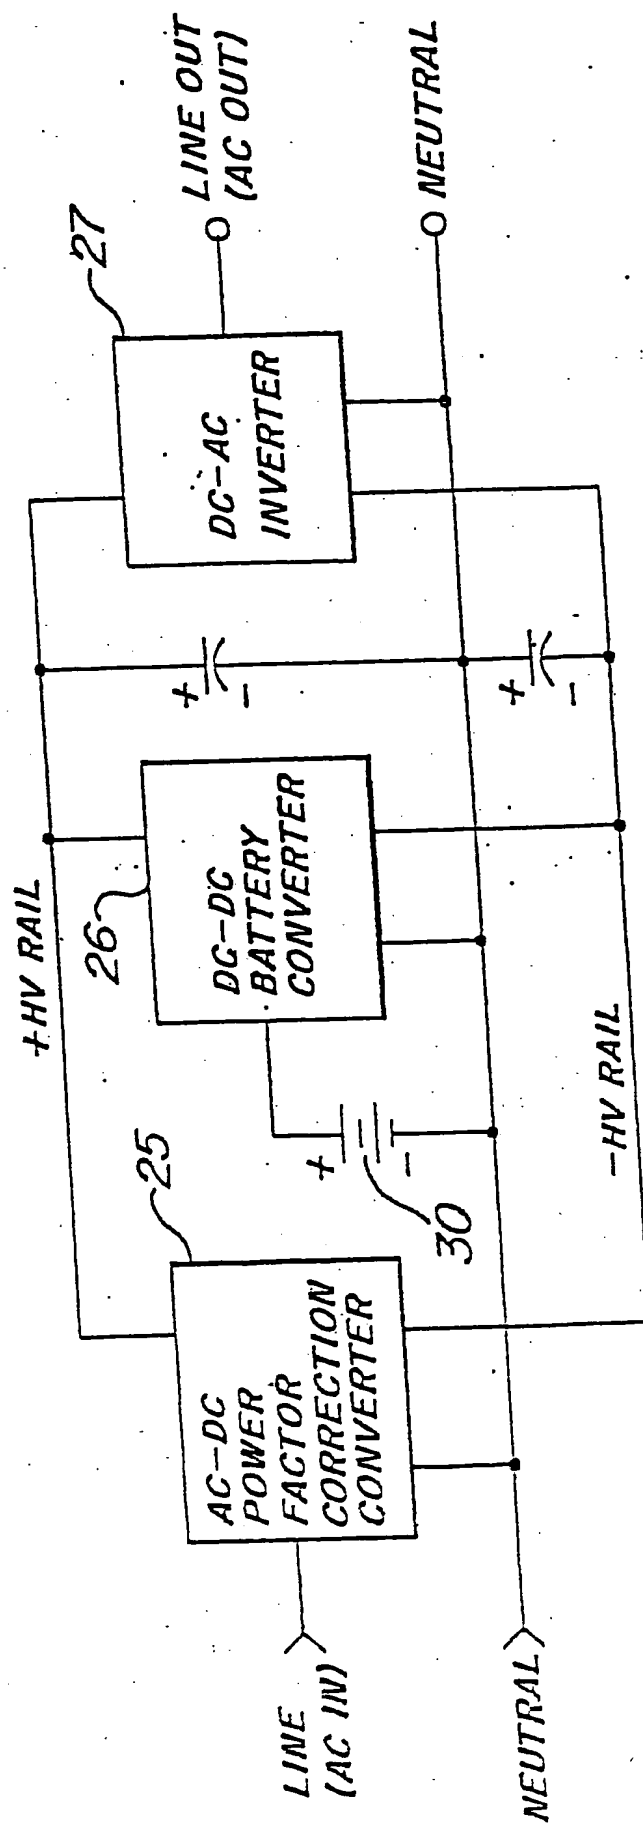 +HV RAIL
25
26
27
AC-DC
POWER
FACTOR
CORRECTION
CONVERTER
DC-DC
BATTERY
CONVERTER
DC-AC
INVERTER
LINE
(AC IN)
LINE OUT
(AC OUT)
+
-
30
+
-
+
-
NEUTRAL
NEUTRAL
-HV RAIL